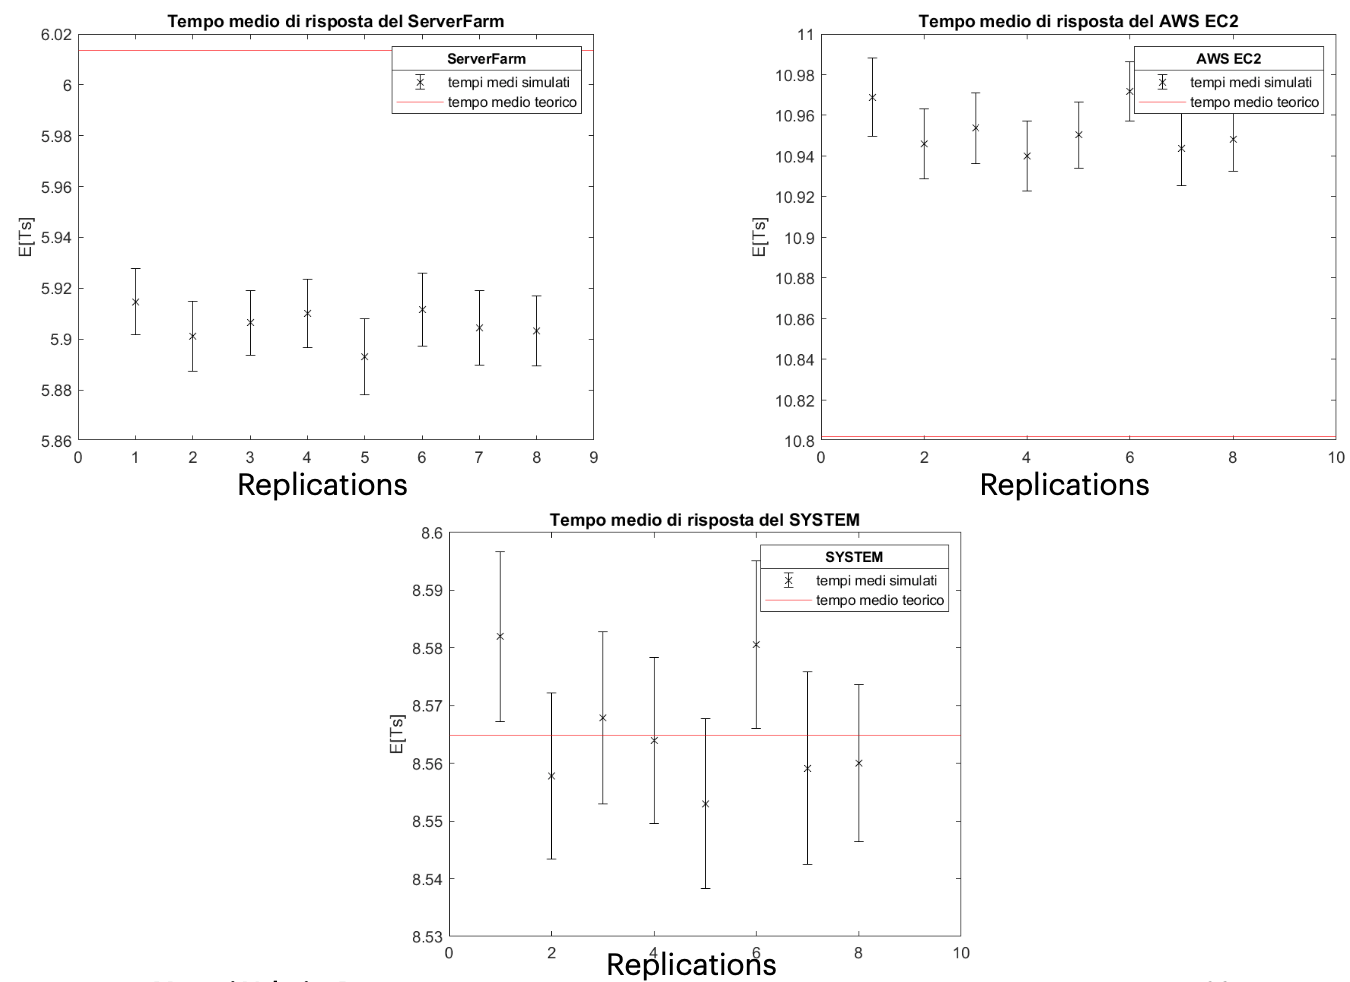 Tempo medio di risposta del ServerFarm
6.02
6
5.98
5.96
5.94
5.92
5.9
5.88
5.86
E[Ts]
ServerFarm
tempi medi simulati
tempo medio teorico
0 1 2 3 4 5 6 7 8 9
Replications
Tempo medio di risposta del AWS EC2
11
10.98
10.96
10.94
10.92
10.9
10.88
10.86
10.84
10.82
10.8
E[Ts]
AWS EC2
tempi medi simulati
tempo medio teorico
0 2 4 6 8 10
Replications
Tempo medio di risposta del SYSTEM
8.6
8.59
8.58
8.57
8.56
8.55
8.54
8.53
E[Ts]
SYSTEM
tempi medi simulati
tempo medio teorico
0 2 4 6 8 10
Replications